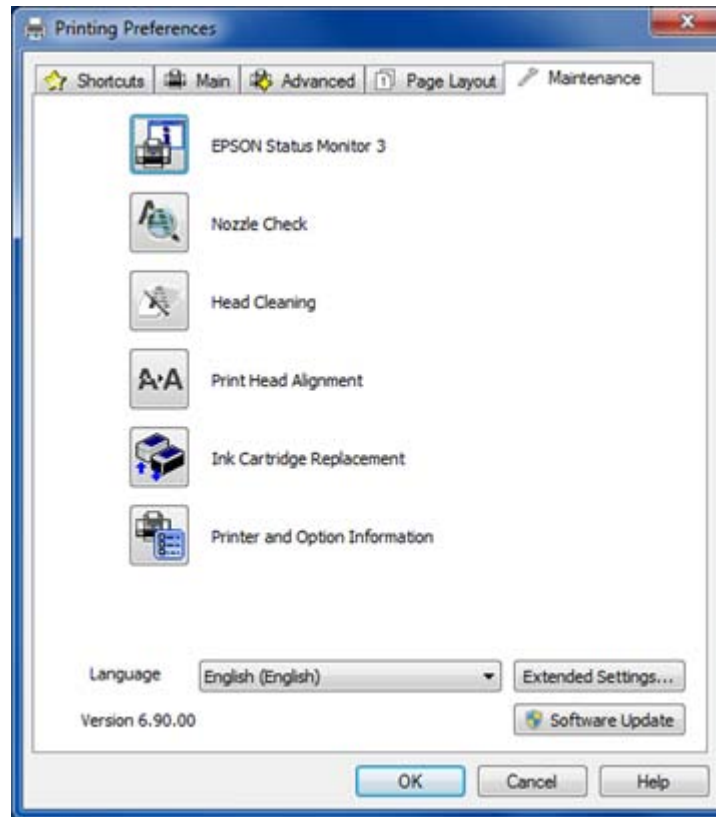 Printing Preferences
Shortcuts Main Advanced 1 Page Layout Maintenance
i
EPSON Status Monitor 3
Nozzle Check
Head Cleaning
A A
Print Head Alignment
Ink Cartridge Replacement
Printer and Option Information
Language English (English) Extended Settings...
Version 6.90.00 Software Update
OK Cancel Help